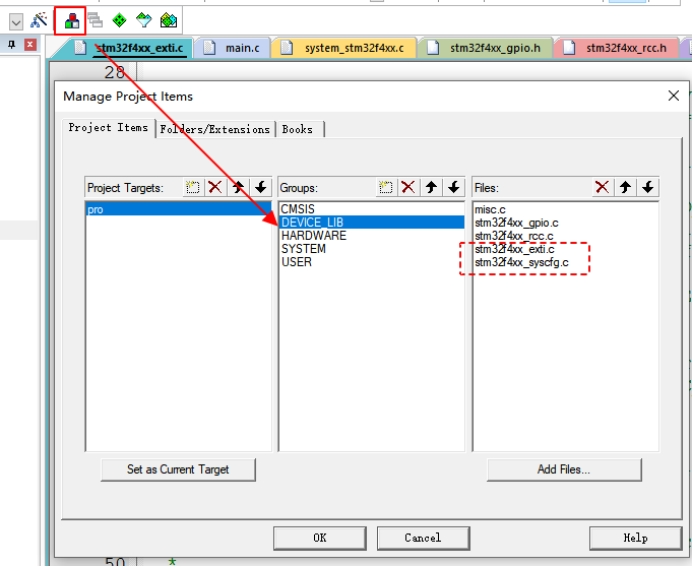 stm32f4xx_exti.c main.c system_stm32f4xx.c stm32f4xx_gpio.h stm32f4xx_rcc.h
28
Manage Project Items
Project Items Folders/Extensions Books
Project Targets: Groups: Files:
pro
CMSIS
DEVICE_LIB
HARDWARE
SYSTEM
USER
misc.c
stm32f4xx_gpio.c
stm32f4xx_rcc.c
stm32f4xx_exti.c
stm32f4xx_syscfg.c
Set as Current Target Add Files...
OK Cancel Help
50 *